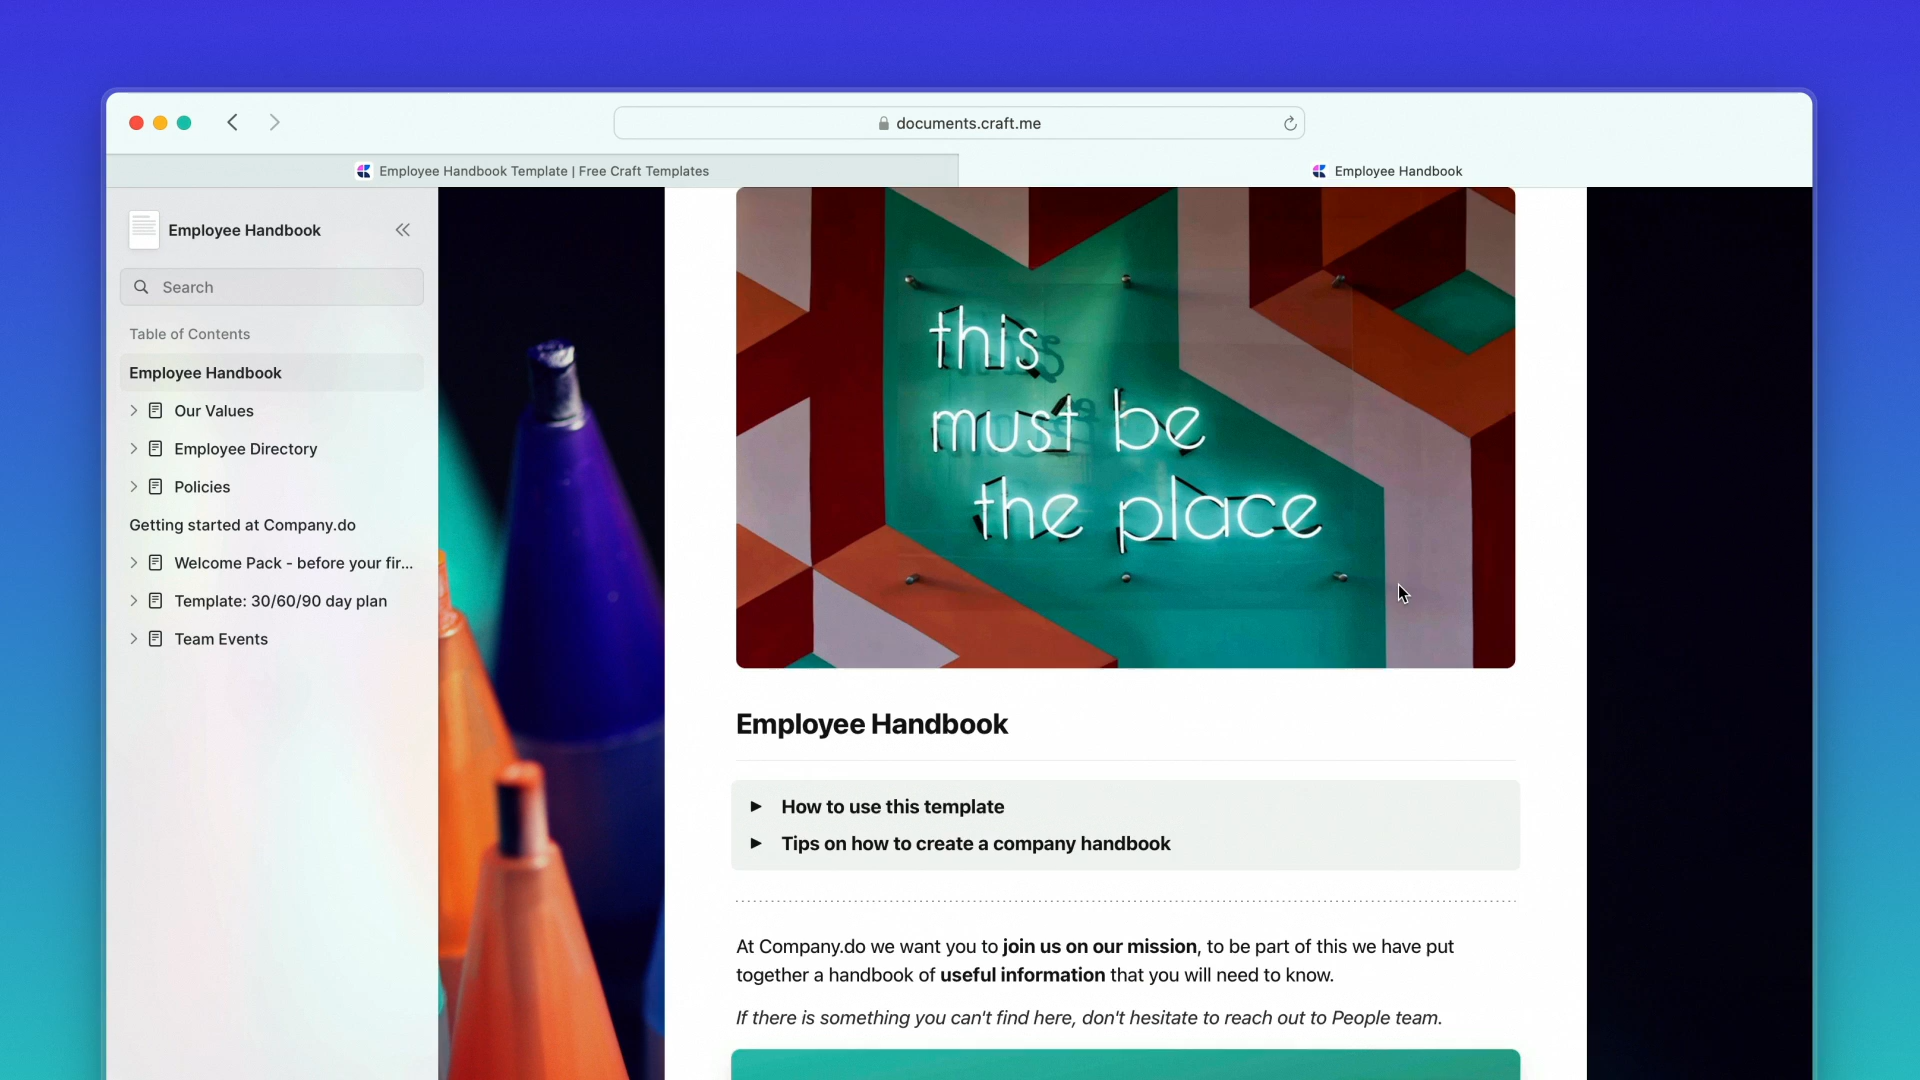 documents.craft.me
Employee Handbook Template | Free Craft Templates
Employee Handbook
Employee Handbook
Search
Table of Contents
Employee Handbook
Our Values
Employee Directory
Policies
Getting started at Company.do
Welcome Pack - before your fir...
Template: 30/60/90 day plan
Team Events
this
must be
the place
Employee Handbook
How to use this template
Tips on how to create a company handbook
At Company.do we want you to join us on our mission, to be part of this we have put
together a handbook of useful information that you will need to know.
If there is something you can't find here, don't hesitate to reach out to People team.